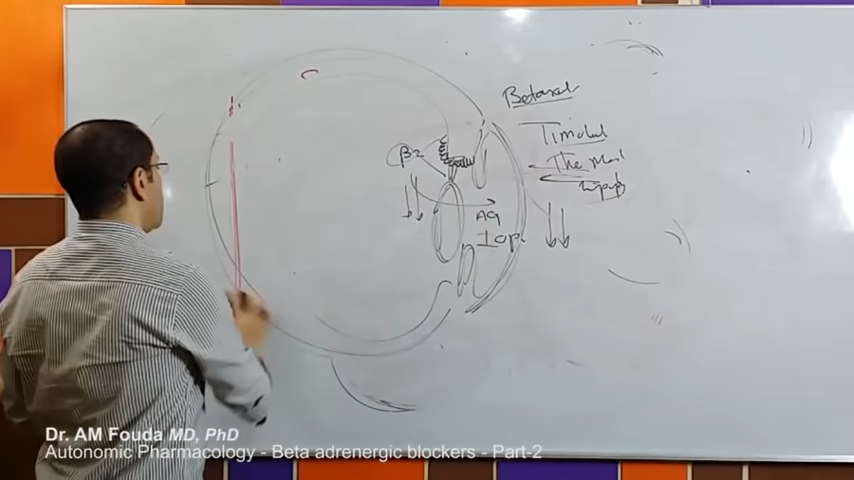 Betaxol
Timolol
The Most
β2
AQ
IOP
Dr. AM Fouda MD, PhD
Autonomic Pharmacology - Beta adrenergic blockers - Part-2